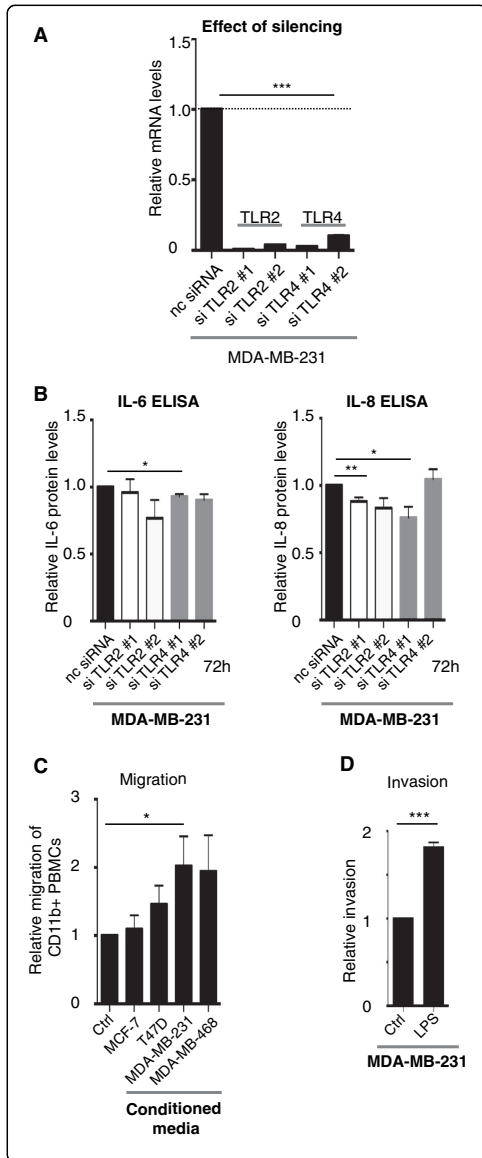 A
Effect of silencing
Relative mRNA levels
1.5
1.0
0.5
0
***
TLR2
TLR4
nc siRNA
si TLR2 #1
si TLR2 #2
si TLR4 #1
si TLR4 #2
MDA-MB-231
B
IL-6 ELISA
Relative IL-6 protein levels
1.5
1.0
0.5
0
*
nc siRNA
si TLR2 #1
si TLR2 #2
si TLR4 #1
si TLR4 #2
72h
MDA-MB-231
IL-8 ELISA
Relative IL-8 protein levels
1.5
1.0
0.5
0
*
**
nc siRNA
si TLR2 #1
si TLR2 #2
si TLR4 #1
si TLR4 #2
72h
MDA-MB-231
C
Migration
Relative migration of
CD11b+ PBMCs
3
2
1
0
*
Ctrl
MCF-7
T47D
MDA-MB-231
MDA-MB-468
Conditioned
media
D
Invasion
Relative invasion
2
1
0
***
Ctrl
LPS
MDA-MB-231